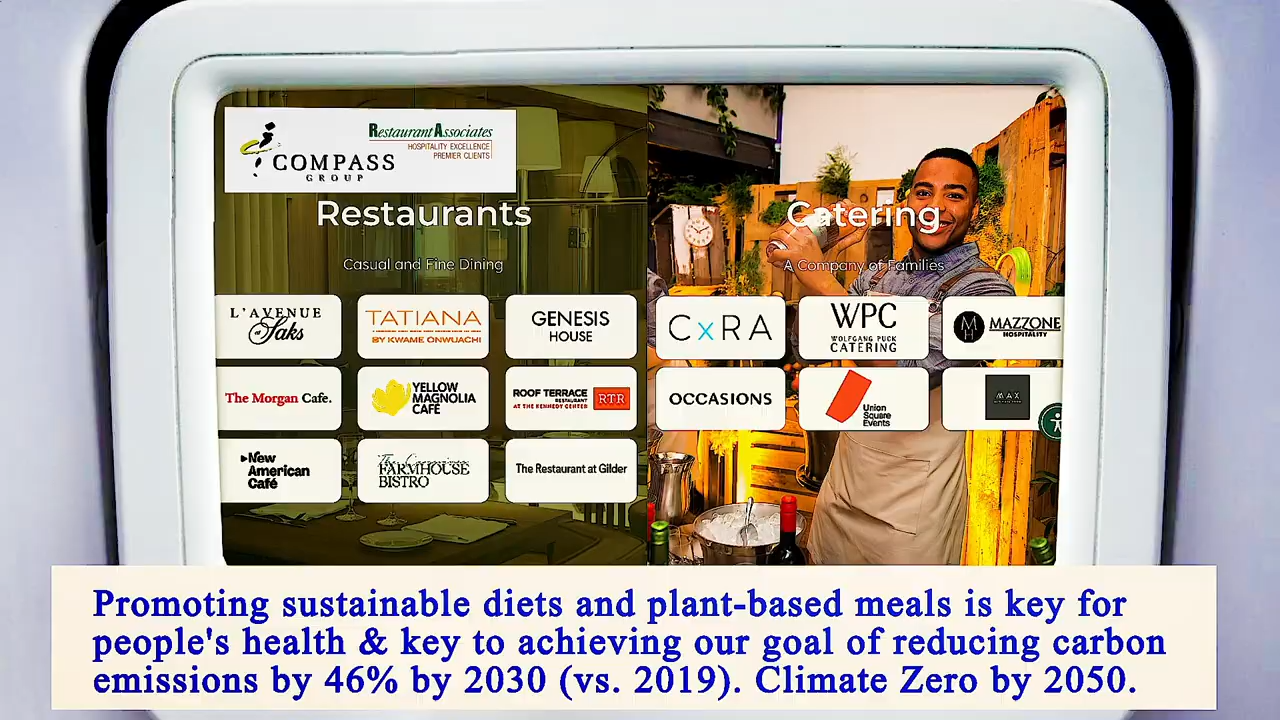 COMPASS
GROUP
Restaurant Associates
HOSPITALITY EXCELLENCE
PREMIER CLIENTS
Restaurants
Casual and Fine Dining
L'AVENUE
at Saks
TATIANA
BY KWAME ONWUACHI
GENESIS
HOUSE
The Morgan Cafe.
YELLOW
MAGNOLIA
CAFÉ
ROOF TERRACE
RESTAURANT
AT THE KENNEDY CENTER
RTR
New
American
Café
FARMHOUSE
BISTRO
The Restaurant at Gilder
Catering
A Company of Families
CxRA
WPC
WOLFGANG PUCK
CATERING
MH
MAZZONE
HOSPITALITY
OCCASIONS
Union
Square
Events
MAX
Promoting sustainable diets and plant-based meals is key for
people's health & key to achieving our goal of reducing carbon
emissions by 46% by 2030 (vs. 2019). Climate Zero by 2050.